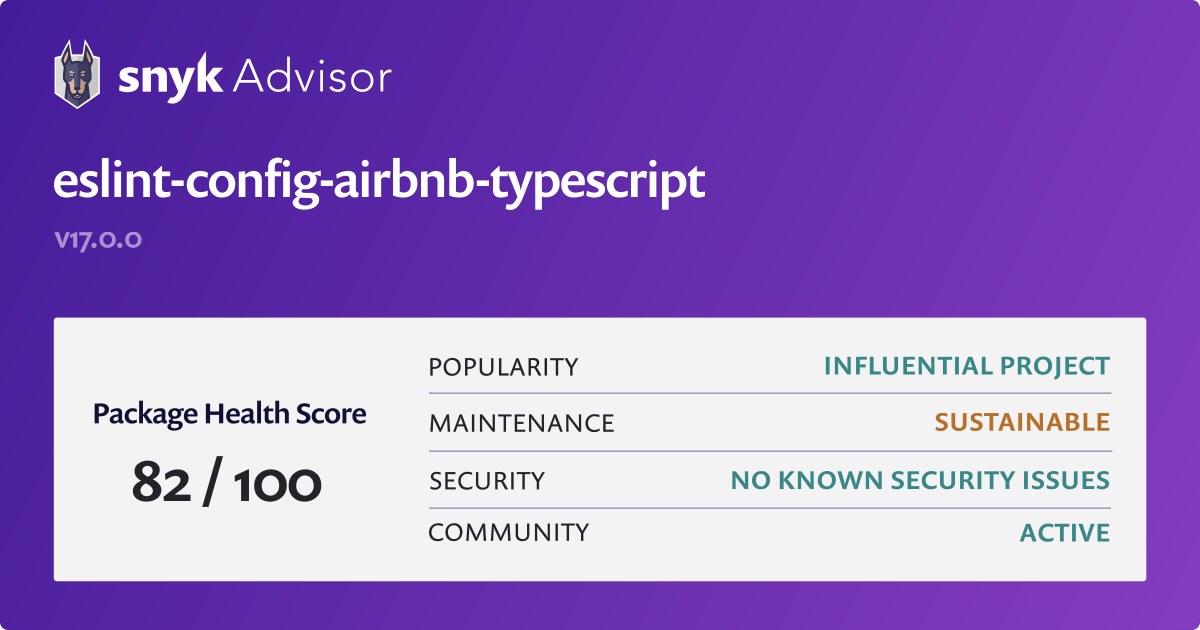 snyk Advisor
eslint-config-airbnb-typescript
v17.0.0
Package Health Score
82 / 100
POPULARITY INFLUENTIAL PROJECT
MAINTENANCE SUSTAINABLE
SECURITY NO KNOWN SECURITY ISSUES
COMMUNITY ACTIVE